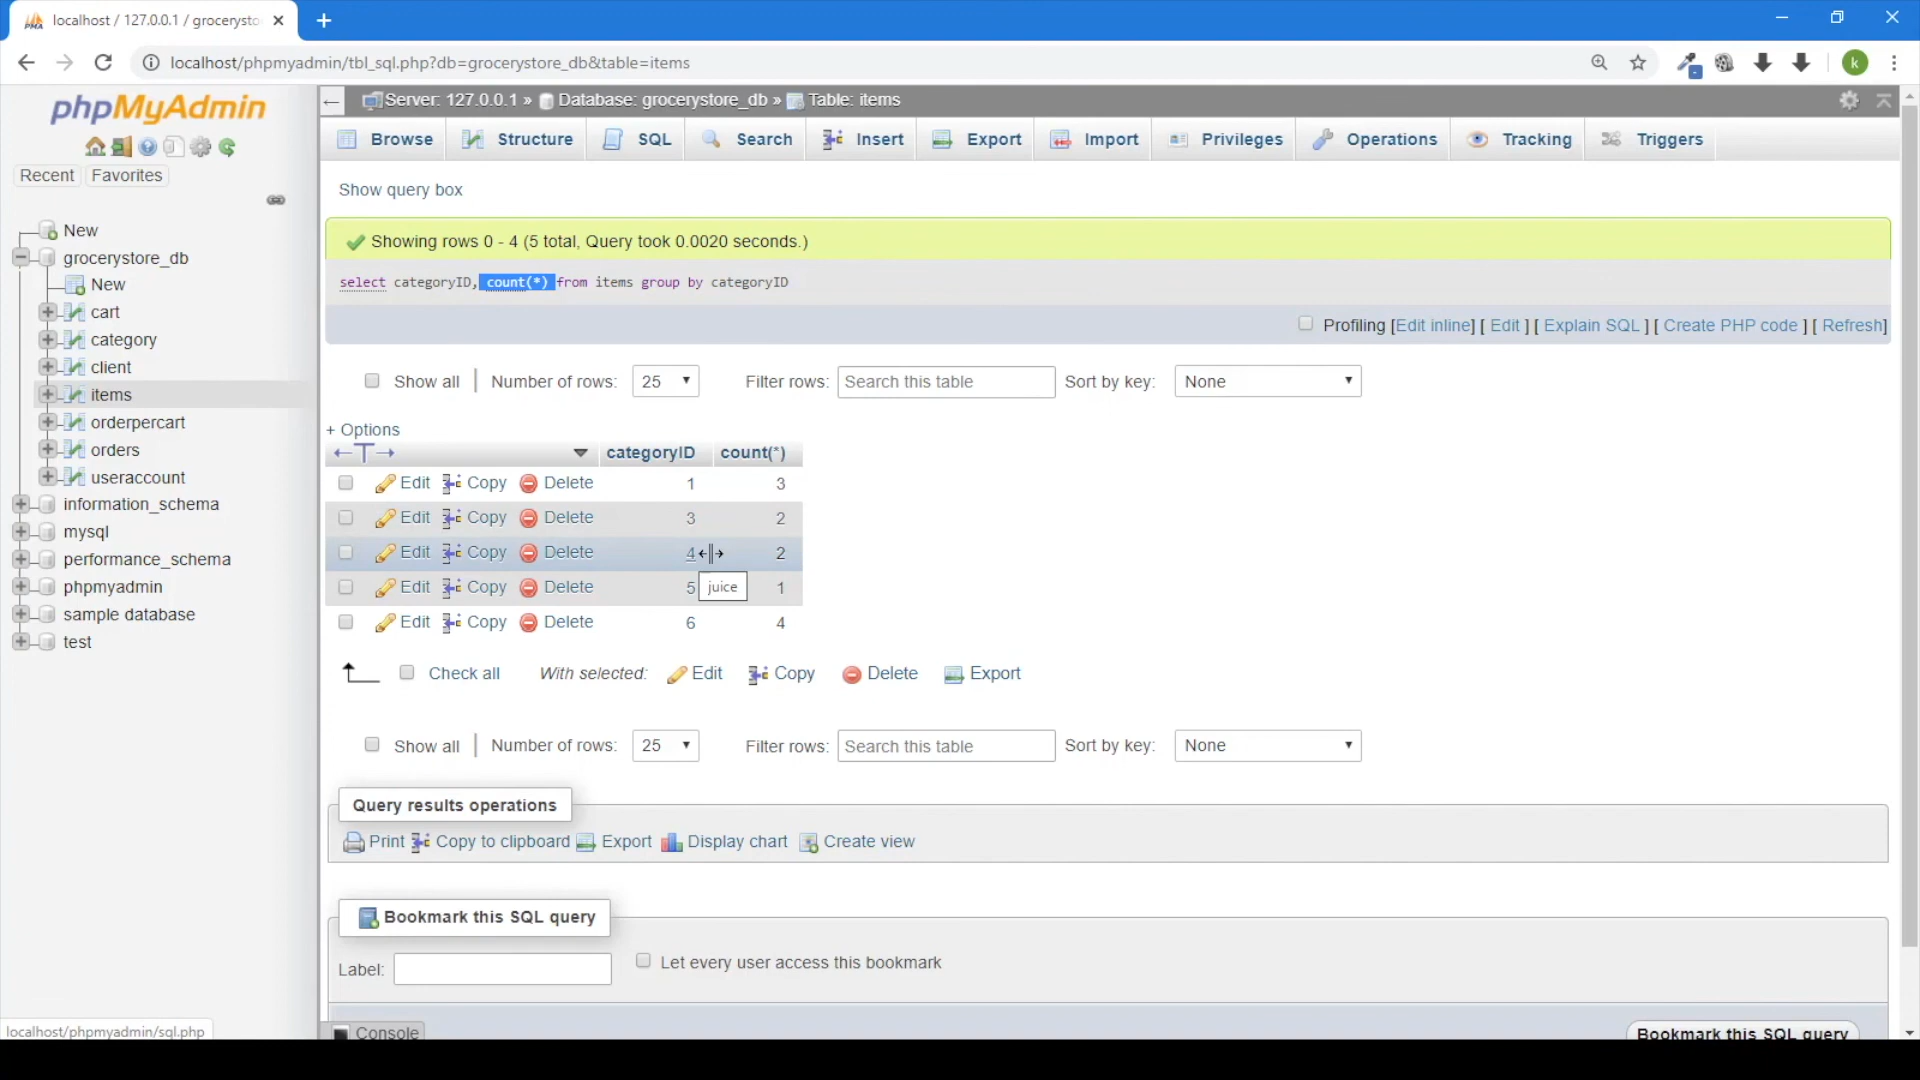 localhost / 127.0.0.1 / grocerysto
localhost/phpmyadmin/tbl_sql.php?db=grocerystore_db&table=items
k
phpMyAdmin
Recent Favorites
New
grocerystore_db
New
cart
category
client
items
orderpercart
orders
useraccount
information_schema
mysql
performance_schema
phpmyadmin
sample database
test
localhost/phpmyadmin/sql.php
Server: 127.0.0.1 » Database: grocerystore_db » Table: items
Browse Structure SQL Search Insert Export Import Privileges Operations Tracking Triggers
Show query box
Showing rows 0 - 4 (5 total, Query took 0.0020 seconds.)
select categoryID, count(*) from items group by categoryID
Profiling [Edit inline] [ Edit ] [ Explain SQL ] [ Create PHP code ] [ Refresh]
Show all | Number of rows: 25 Filter rows: Search this table Sort by key: None
+ Options
categoryID count(*)
Edit Copy Delete 1 3
Edit Copy Delete 3 2
Edit Copy Delete 4 2
Edit Copy Delete 5 juice 1
Edit Copy Delete 6 4
Check all With selected: Edit Copy Delete Export
Show all | Number of rows: 25 Filter rows: Search this table Sort by key: None
Query results operations
Print Copy to clipboard Export Display chart Create view
Bookmark this SQL query
Label: Let every user access this bookmark
Console
Bookmark this SQL query